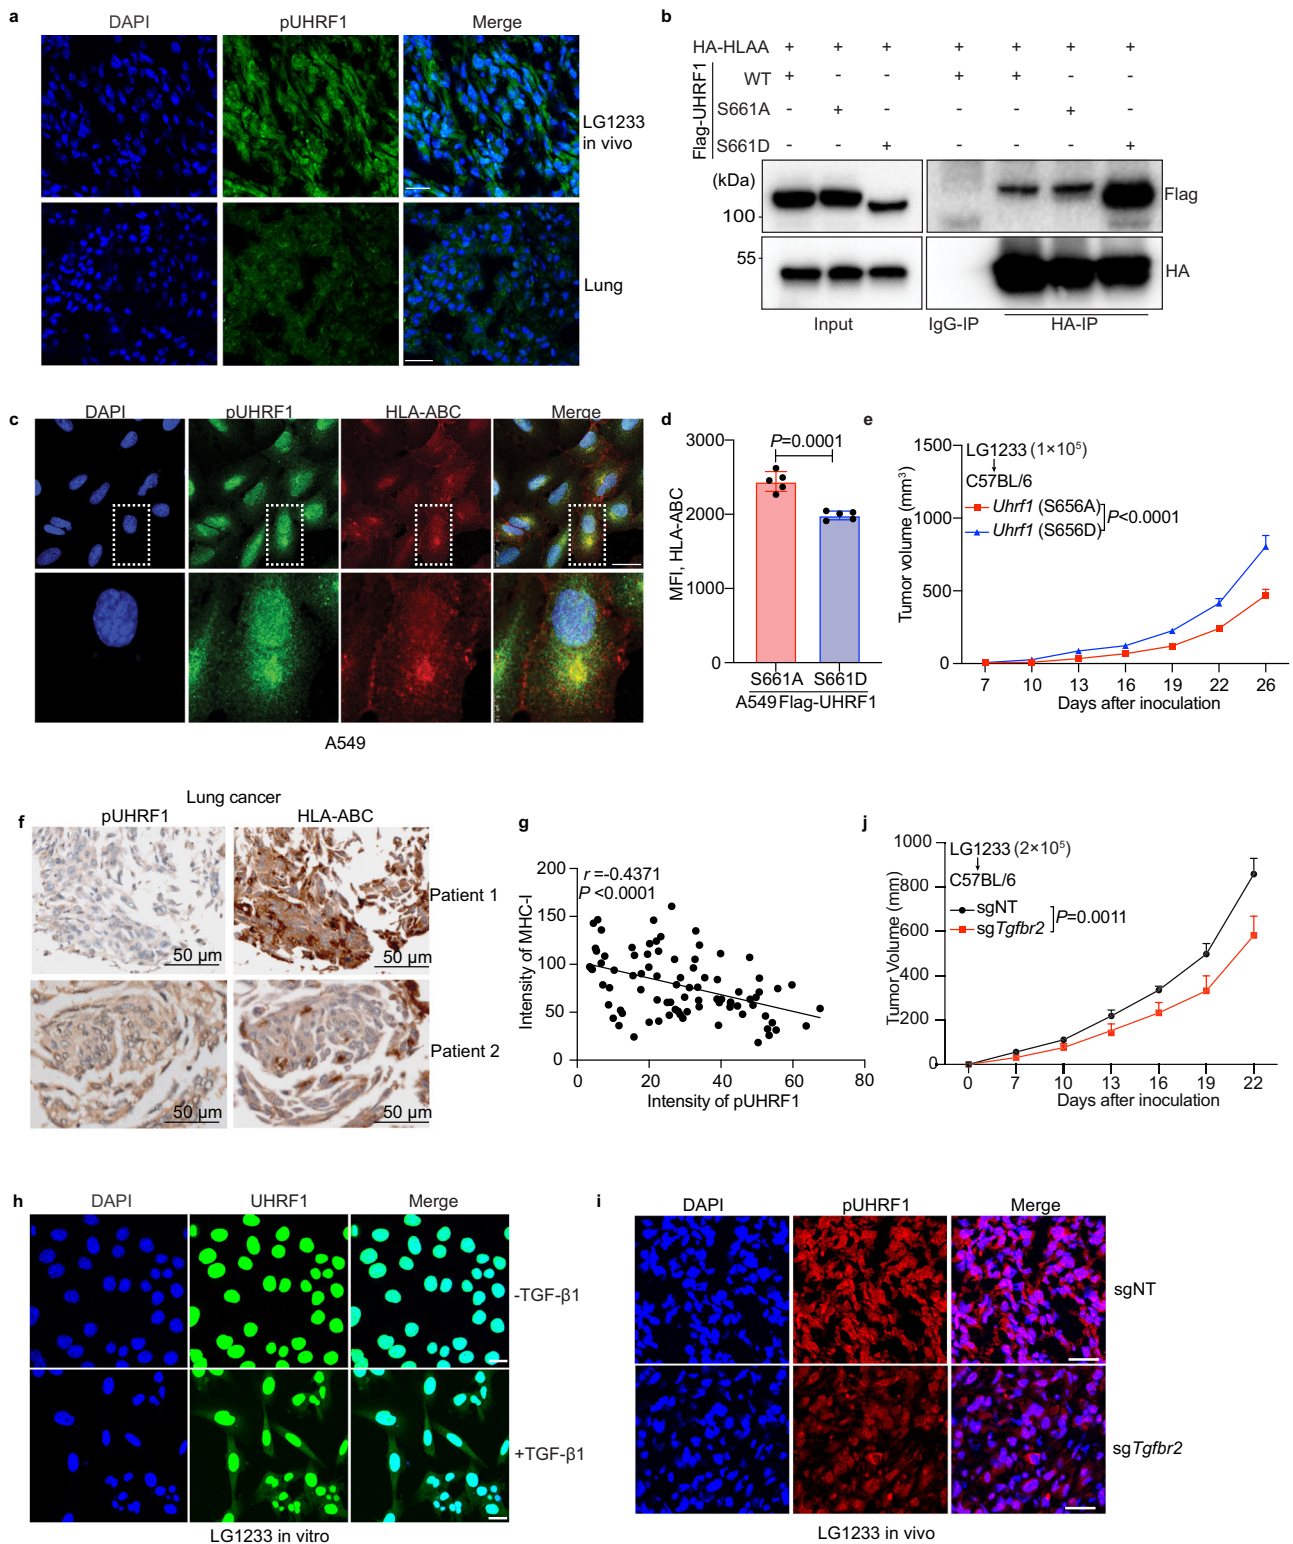 a
DAPI pUHRF1 Merge
LG1233
in vivo
Lung
b
HA-HLAA + + + + + + +
Flag-UHRF1
WT + - - + + - -
S661A - + - - - + -
S661D - - + - - - +
(kDa)
100
Flag
55
HA
Input IgG-IP HA-IP
c
DAPI pUHRF1 HLA-ABC Merge
A549
d
3000
2000
1000
0
MFI, HLA-ABC
P=0.0001
S661A S661D
A549 Flag-UHRF1
e
1500
1000
500
0
Tumor volume (mm³)
LG1233 (1×10⁵)
C57BL/6
Uhrf1 (S656A)
Uhrf1 (S656D)
P<0.0001
7 10 13 16 19 22 26
Days after inoculation
f
Lung cancer
pUHRF1 HLA-ABC
Patient 1
50 µm 50 µm
Patient 2
50 µm 50 µm
g
200
150
100
50
0
Intensity of MHC-I
r =-0.4371
P <0.0001
0 20 40 60 80
Intensity of pUHRF1
j
1000
800
600
400
200
0
Tumor Volume (mm)
LG1233 (2×10⁵)
C57BL/6
sgNT
sgTgfbr2
P=0.0011
0 7 10 13 16 19 22
Days after inoculation
h
DAPI UHRF1 Merge
-TGF-β1
+TGF-β1
LG1233 in vitro
i
DAPI pUHRF1 Merge
sgNT
sgTgfbr2
LG1233 in vivo